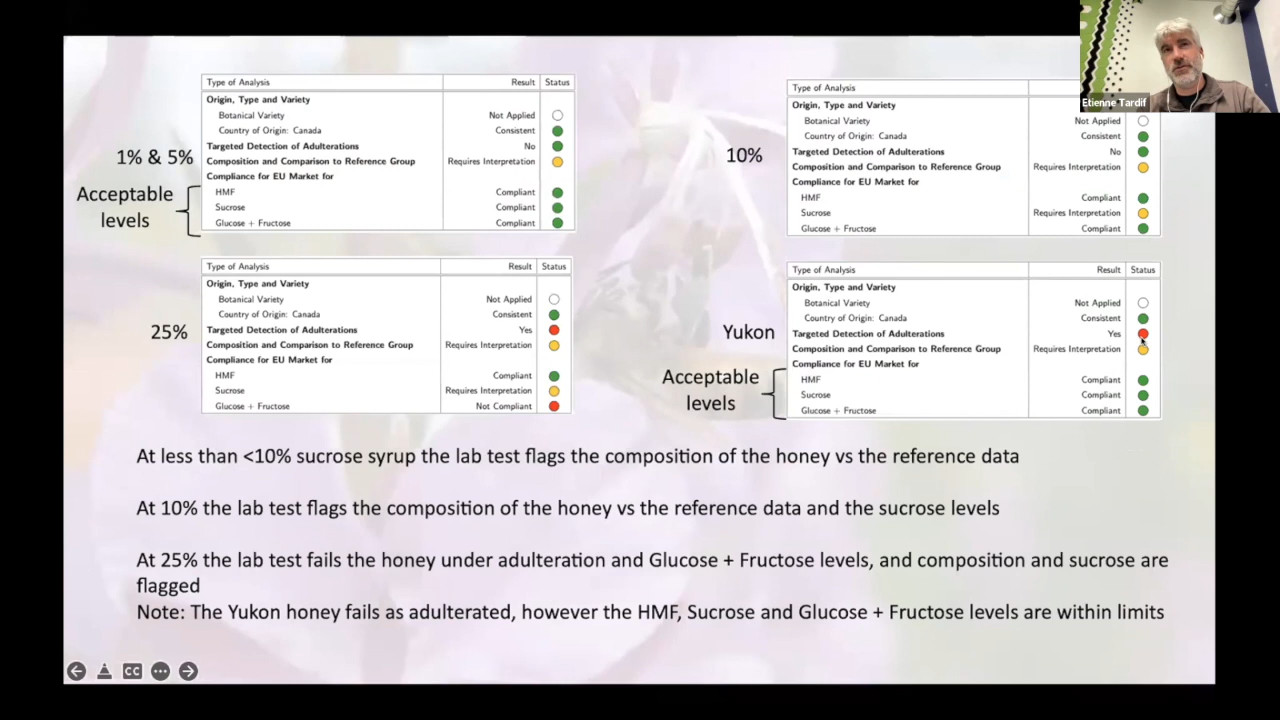 Etienne Tardif
1% & 5%
Acceptable
levels
Type of Analysis Result Status
Origin, Type and Variety
Botanical Variety Not Applied
Country of Origin: Canada Consistent
Targeted Detection of Adulterations No
Composition and Comparison to Reference Group Requires Interpretation
Compliance for EU Market for
HMF Compliant
Sucrose Compliant
Glucose + Fructose Compliant
10%
Type of Analysis
Origin, Type and Variety
Botanical Variety Not Applied
Country of Origin: Canada Consistent
Targeted Detection of Adulterations No
Composition and Comparison to Reference Group Requires Interpretation
Compliance for EU Market for
HMF Compliant
Sucrose Requires Interpretation
Glucose + Fructose Compliant
25%
Type of Analysis Result Status
Origin, Type and Variety
Botanical Variety Not Applied
Country of Origin: Canada Consistent
Targeted Detection of Adulterations Yes
Composition and Comparison to Reference Group Requires Interpretation
Compliance for EU Market for
HMF Compliant
Sucrose Requires Interpretation
Glucose + Fructose Not Compliant
Yukon
Acceptable
levels
Type of Analysis Result Status
Origin, Type and Variety
Botanical Variety Not Applied
Country of Origin: Canada Consistent
Targeted Detection of Adulterations Yes
Composition and Comparison to Reference Group Requires Interpretation
Compliance for EU Market for
HMF Compliant
Sucrose Compliant
Glucose + Fructose Compliant
At less than <10% sucrose syrup the lab test flags the composition of the honey vs the reference data
At 10% the lab test flags the composition of the honey vs the reference data and the sucrose levels
At 25% the lab test fails the honey under adulteration and Glucose + Fructose levels, and composition and sucrose are
flagged
Note: The Yukon honey fails as adulterated, however the HMF, Sucrose and Glucose + Fructose levels are within limits
CC